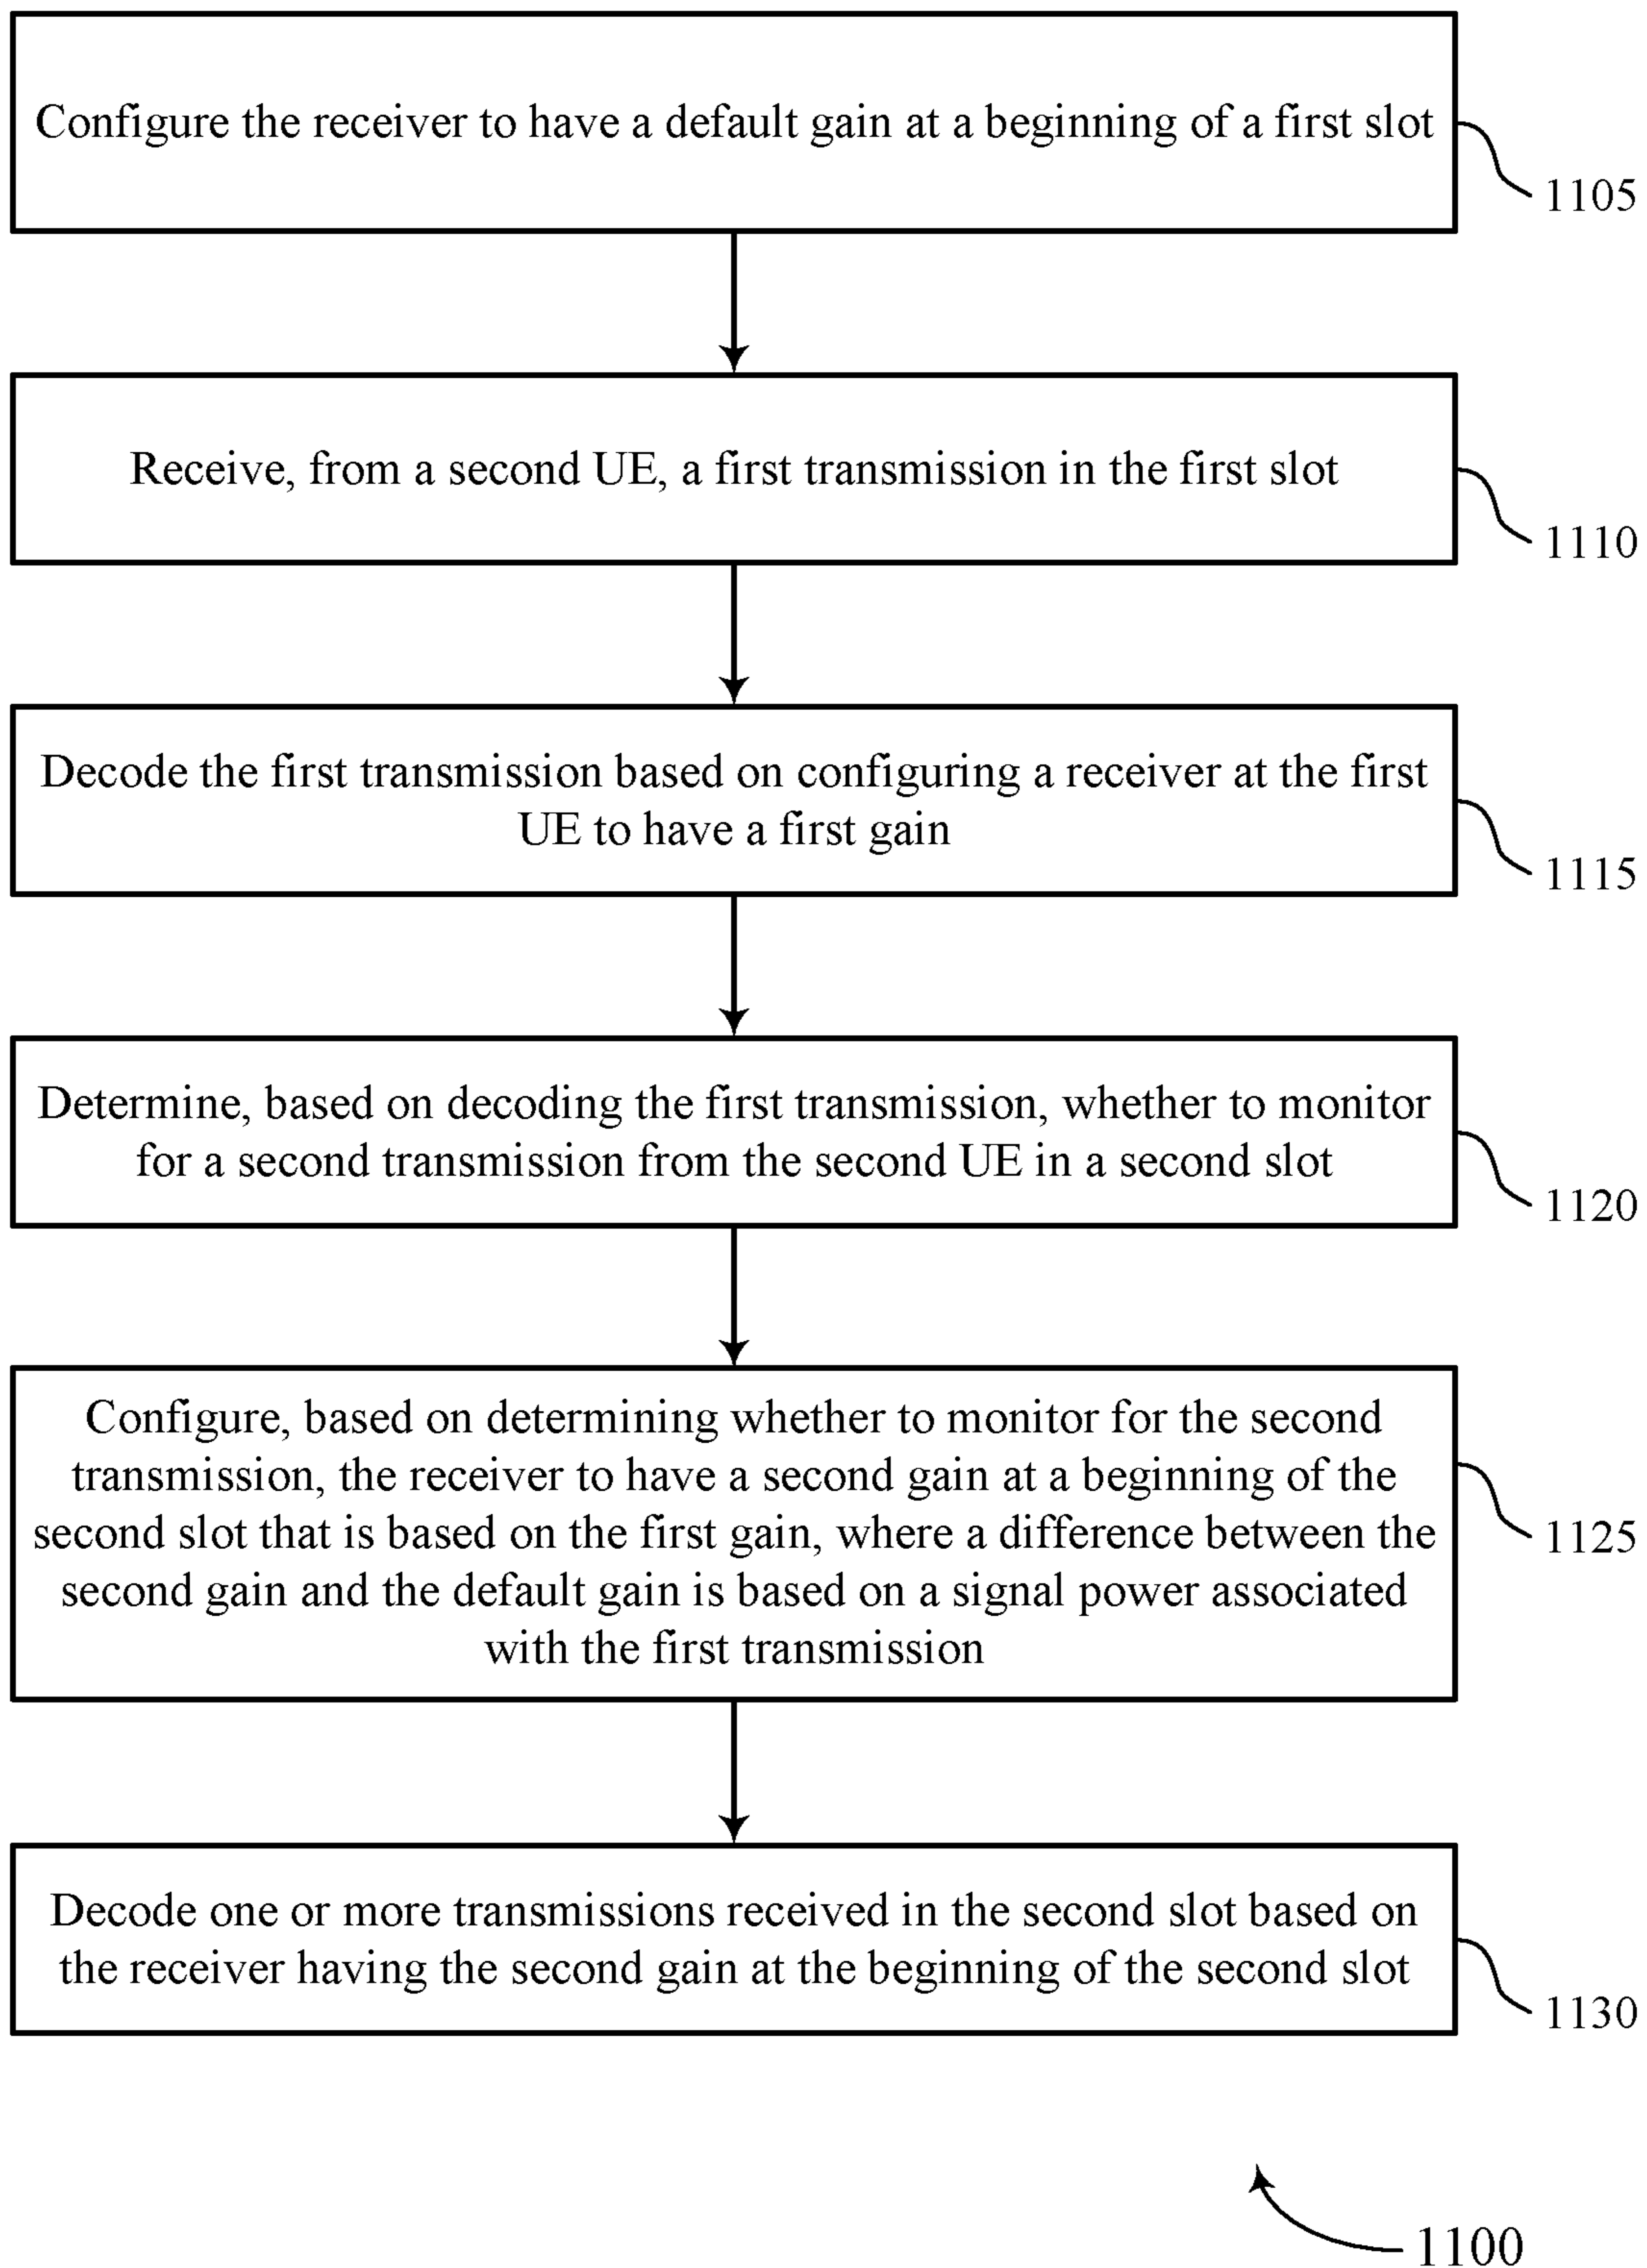 Configure the receiver to have a default gain at a beginning of a first slot
1105
Receive, from a second UE, a first transmission in the first slot
1110
Decode the first transmission based on configuring a receiver at the first
UE to have a first gain
1115
Determine, based on decoding the first transmission, whether to monitor
for a second transmission from the second UE in a second slot
1120
Configure, based on determining whether to monitor for the second
transmission, the receiver to have a second gain at a beginning of the
second slot that is based on the first gain, where a difference between the
second gain and the default gain is based on a signal power associated
with the first transmission
1125
Decode one or more transmissions received in the second slot based on
the receiver having the second gain at the beginning of the second slot
1130
1100